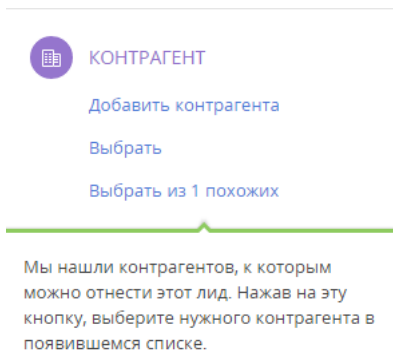 КОНТРАГЕНТ
Добавить контрагента
Выбрать
Выбрать из 1 похожих
Мы нашли контрагентов, к которым
можно отнести этот лид. Нажав на эту
кнопку, выберите нужного контрагента в
появившемся списке.